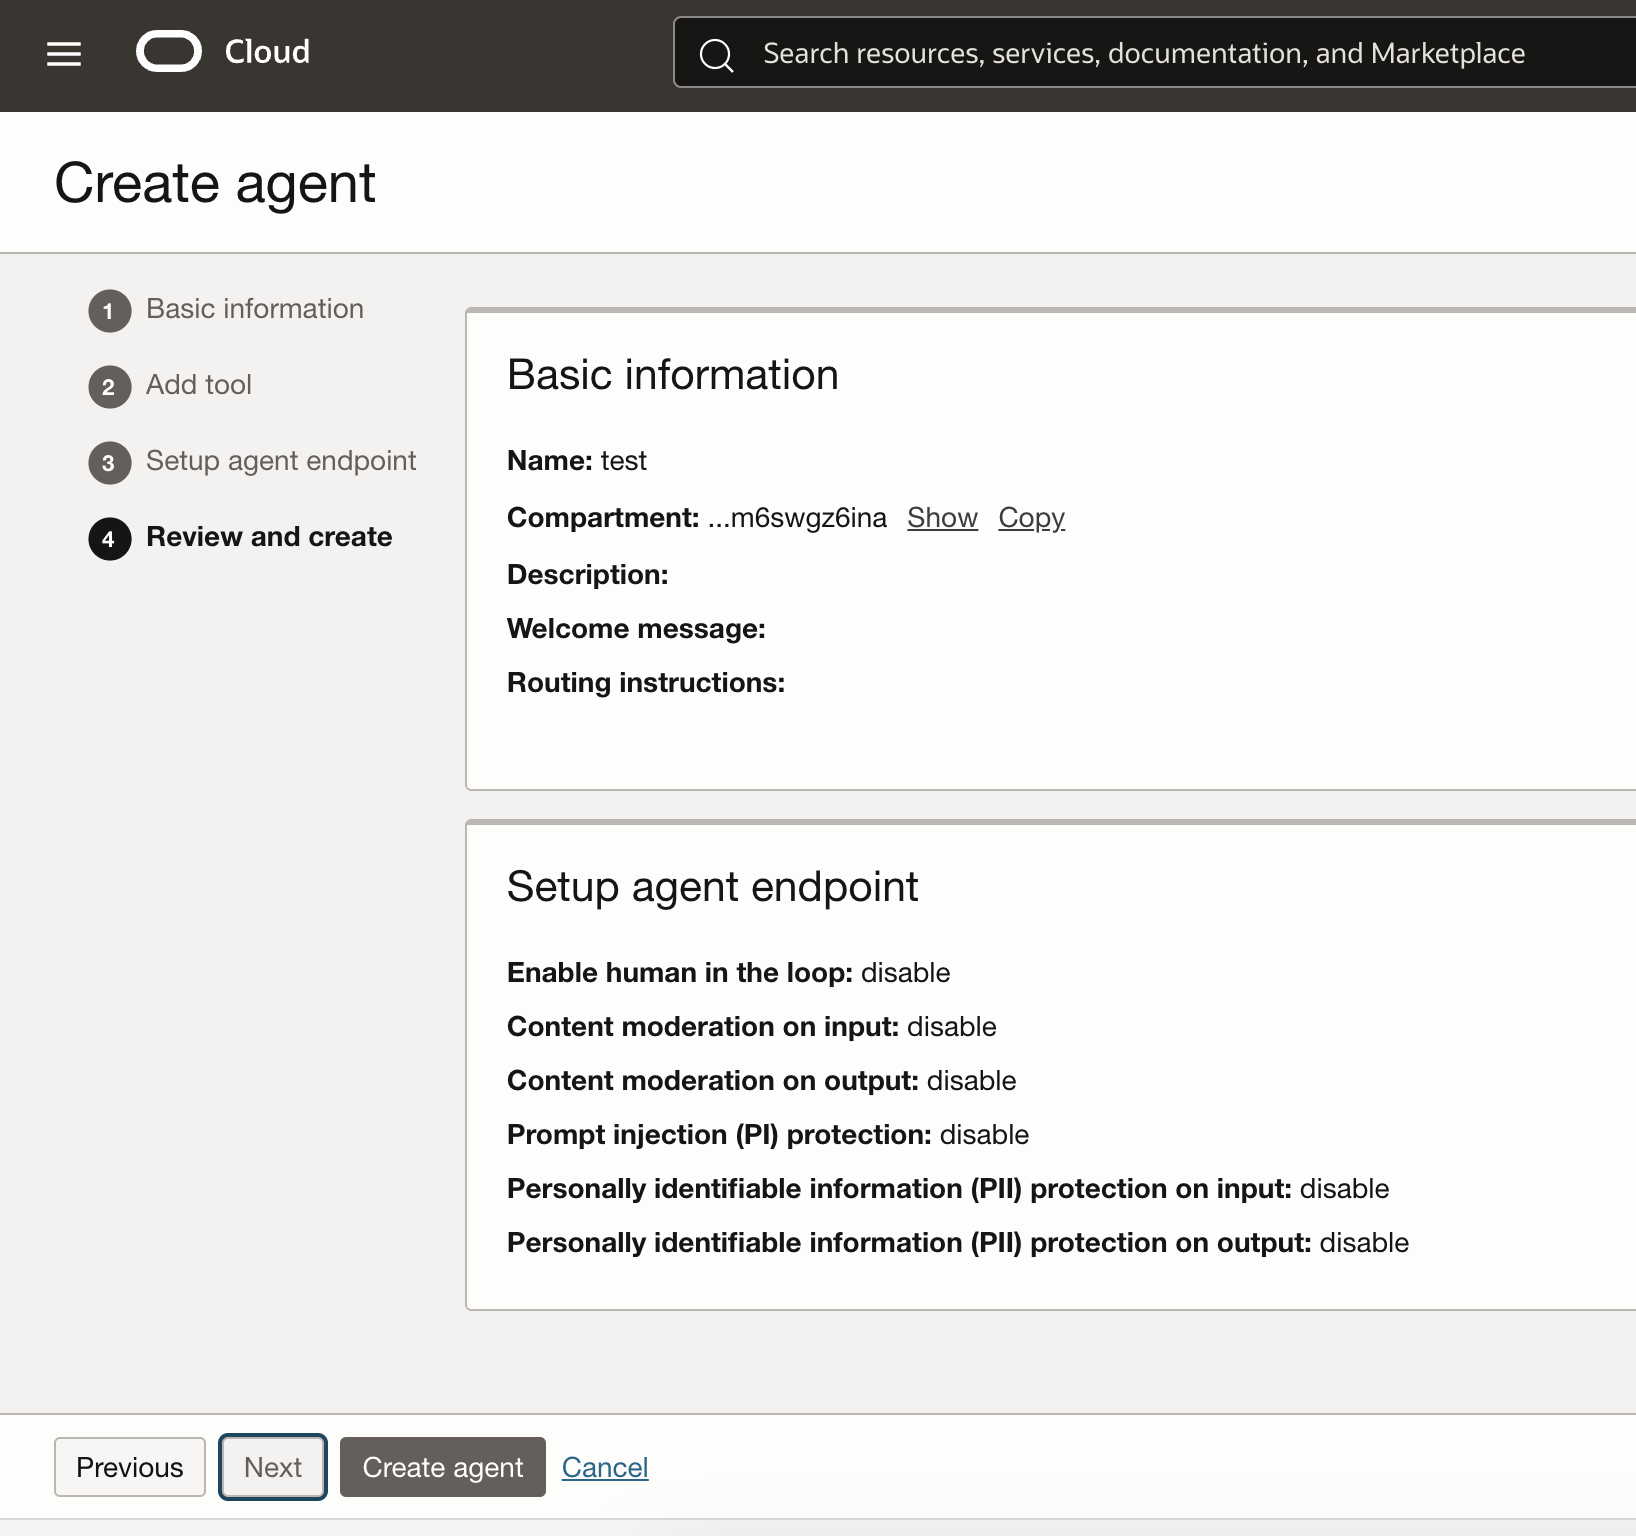 Cloud
Search resources, services, documentation, and Marketplace
Create agent
1 Basic information
2 Add tool
3 Setup agent endpoint
4 Review and create
Basic information
Name: test
Compartment: ...m6swgz6ina Show Copy
Description:
Welcome message:
Routing instructions:
Setup agent endpoint
Enable human in the loop: disable
Content moderation on input: disable
Content moderation on output: disable
Prompt injection (PI) protection: disable
Personally identifiable information (PII) protection on input: disable
Personally identifiable information (PII) protection on output: disable
Previous Next Create agent Cancel